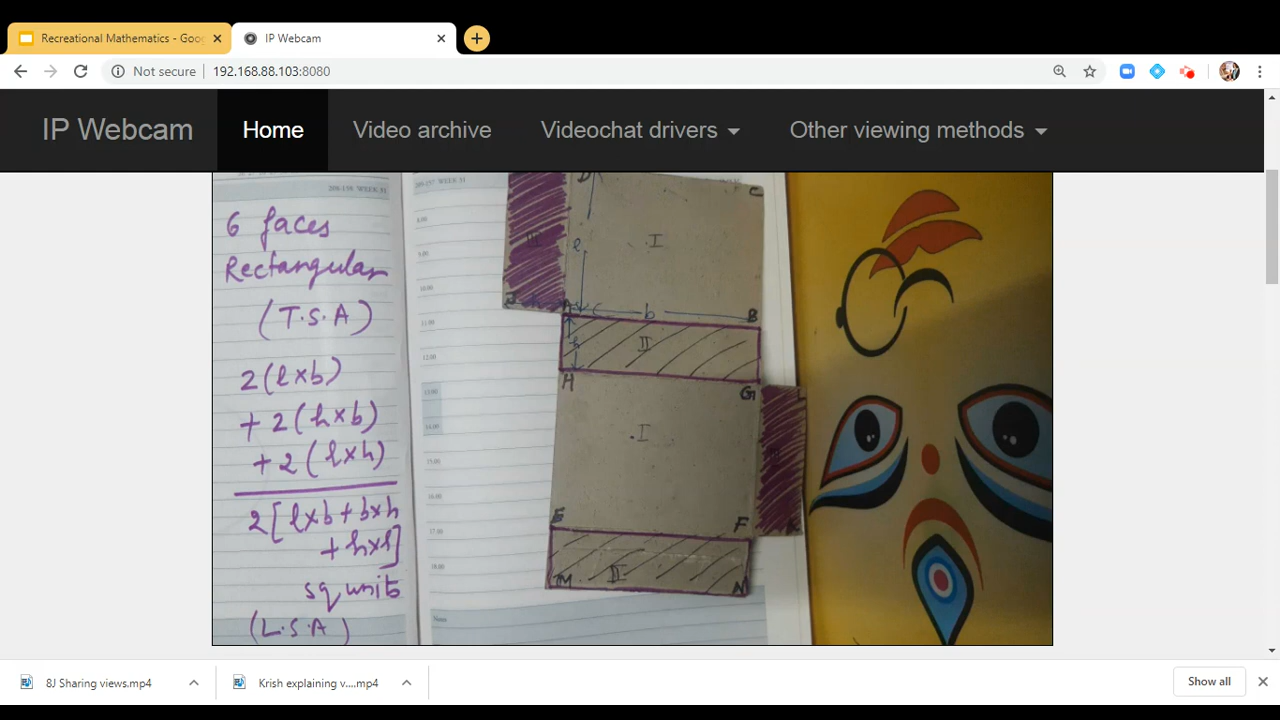 Recreational Mathematics - Goog
IP Webcam
Not secure
192.168.88.103:8080
IP Webcam
Home
Video archive
Videochat drivers
Other viewing methods
6 faces
Rectangular
(T.S.A)
2(l×b)
+ 2(h×b)
+ 2(l×h)
2[l×b+b×h
+h×l]
sq units
(L.S.A)
D
C
I
l
A
b
B
h
II
H
G
I
E
F
K
M
II
N
8J Sharing views.mp4
Krish explaining v....mp4
Show all